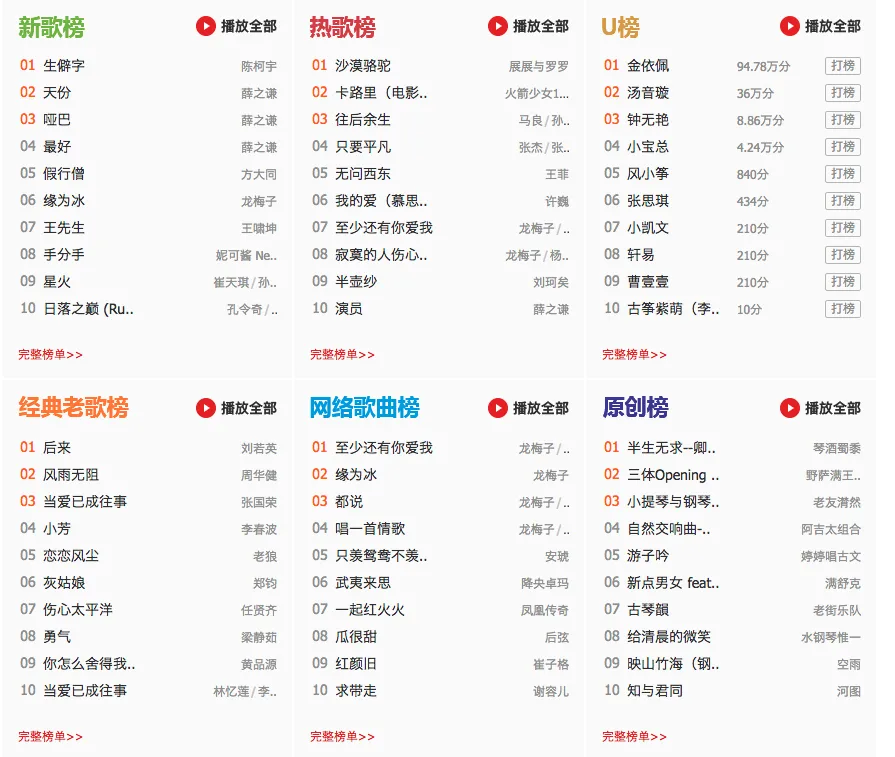 新歌榜 播放全部
01 生僻字 陈柯宇
02 天份 薛之谦
03 哑巴 薛之谦
04 最好 薛之谦
05 假行僧 方大同
06 缘为冰 龙梅子
07 王先生 王啸坤
08 手分手 妮可酱 Ne..
09 星火 崔天琪/孙..
10 日落之巅 (Ru.. 孔令奇/..
完整榜单>>
热歌榜 播放全部
01 沙漠骆驼 展展与罗罗
02 卡路里（电影.. 火箭少女1...
03 往后余生 马良/孙..
04 只要平凡 张杰/张..
05 无问西东 王菲
06 我的爱（慕思.. 许巍
07 至少还有你爱我 龙梅子/..
08 寂寞的人伤心.. 龙梅子/杨..
09 半壶纱 刘珂矣
10 演员 薛之谦
完整榜单>>
U榜 播放全部
01 金依佩 94.78万分 打榜
02 汤音璇 36万分 打榜
03 钟无艳 8.86万分 打榜
04 小宝总 4.24万分 打榜
05 风小筝 840分 打榜
06 张思琪 434分 打榜
07 小凯文 210分 打榜
08 轩易 210分 打榜
09 曹壹壹 210分 打榜
10 古筝紫萌（李.. 10分 打榜
完整榜单>>
经典老歌榜 播放全部
01 后来 刘若英
02 风雨无阻 周华健
03 当爱已成往事 张国荣
04 小芳 李春波
05 恋恋风尘 老狼
06 灰姑娘 郑钧
07 伤心太平洋 任贤齐
08 勇气 梁静茹
09 你怎么舍得我.. 黄品源
10 当爱已成往事 林忆莲/李..
完整榜单>>
网络歌曲榜 播放全部
01 至少还有你爱我 龙梅子/..
02 缘为冰 龙梅子
03 都说 龙梅子/..
04 唱一首情歌 龙梅子/..
05 只羡鸳鸯不羡.. 安琥
06 武夷来思 降央卓玛
07 一起红火火 凤凰传奇
08 瓜很甜 后弦
09 红颜旧 崔子格
10 求带走 谢容儿
完整榜单>>
原创榜 播放全部
01 半生无求--卿.. 琴酒蜀黍
02 三体Opening .. 野萨满王..
03 小提琴与钢琴.. 老友潸然
04 自然交响曲-.. 阿吉太组合
05 游子吟 婷婷唱古文
06 新点男女 feat.. 满舒克
07 古琴韻 老街乐队
08 给清晨的微笑 水钢琴惟一
09 映山竹海（钢.. 空雨
10 知与君同 河图
完整榜单>>